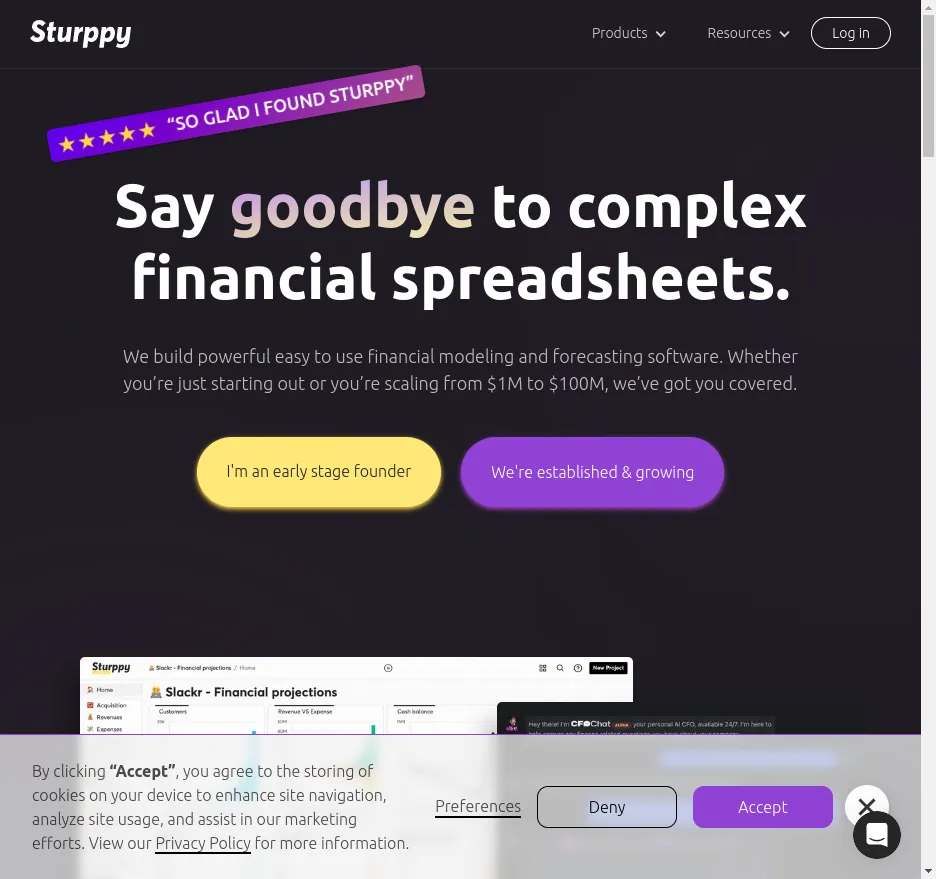 Sturppy
Products
Resources
Log in
★★★★★ “SO GLAD I FOUND STURPPY”
Say goodbye to complex
financial spreadsheets.
We build powerful easy to use financial modeling and forecasting software. Whether
you’re just starting out or you’re scaling from $1M to $100M, we’ve got you covered.
I'm an early stage founder
We're established & growing
Sturppy
Slackr - Financial projections / Home
New Project
Home
Slackr - Financial projections
Acquisition
Customers
Revenue VS Expense
Cash balance
Revenues
Expenses
Hey there! I'm CFOChat, your personal AI CFO, available 24/7. I'm here to
By clicking “Accept”, you agree to the storing of
cookies on your device to enhance site navigation,
analyze site usage, and assist in our marketing
efforts. View our Privacy Policy for more information.
Preferences
Deny
Accept